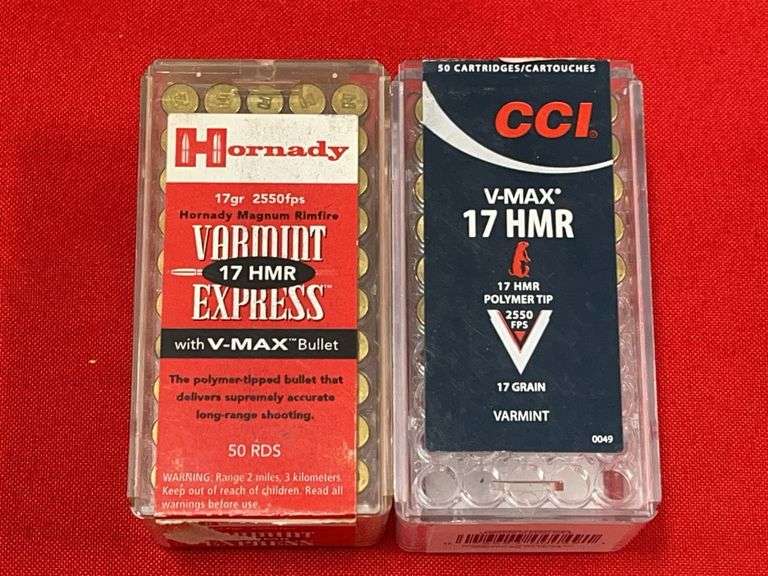 Hornady
17gr 2550fps
Hornady Magnum Rimfire
VARMINT
17 HMR
EXPRESS™
with V-MAX™ Bullet
The polymer-tipped bullet that
delivers supremely accurate
long-range shooting.
50 RDS
WARNING: Range 2 miles, 3 kilometers.
Keep out of reach of children. Read all
warnings before use.
VARMINT
EXPRESS
50 CARTRIDGES/CARTOUCHES
CCI®
V-MAX®
17 HMR
17 HMR
POLYMER TIP
2550
FPS
17 GRAIN
VARMINT
0049